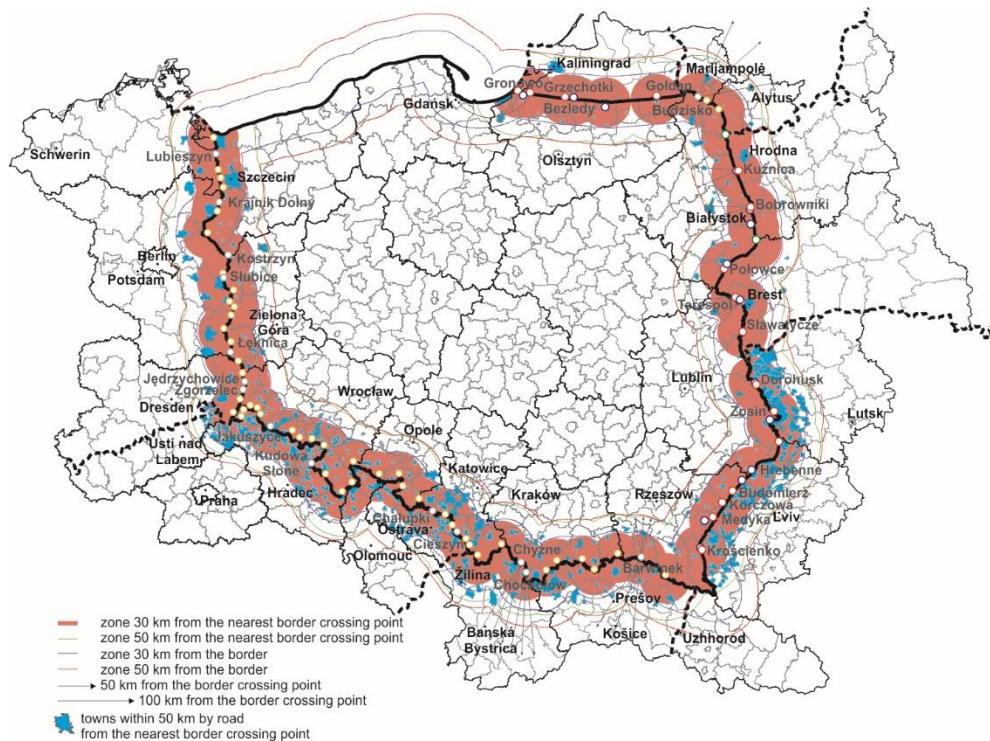 Kaliningrad
Marijampolė
Gronowo
Grzechotki
Gołdap
Gdańsk
Bezledy
Budzisko
Alytus
Schwerin
Lubieszyn
Olsztyn
Hrodna
Kuźnica
Szczecin
Krajnik Dolny
Bobrowniki
Białystok
Berlin
Kostrzyn
Potsdam
Słubice
Połowce
Terespol
Brest
Zielona
Góra
Sławatycze
Łęknica
Jędrzychowice
Zgorzelec
Wrocław
Lublin
Dorohusk
Dresden
Zosin
Lutsk
Jakuszyce
Opole
Ustí nad
Labem
Kudowa
Słone
Katowice
Hrebenne
Praha
Hradec
Kraków
Rzeszów
Budomierz
Korczowa
Lviv
Chałupki
Ostrava
Medyka
Cieszyn
Chyżne
Krościenko
Olomouc
Barwinek
Žilina
Chochołów
Prešov
Banská
Bystrica
Košice
Uzhhorod
zone 30 km from the nearest border crossing point
zone 50 km from the nearest border crossing point
zone 30 km from the border
zone 50 km from the border
50 km from the border crossing point
100 km from the border crossing point
towns within 50 km by road
from the nearest border crossing point